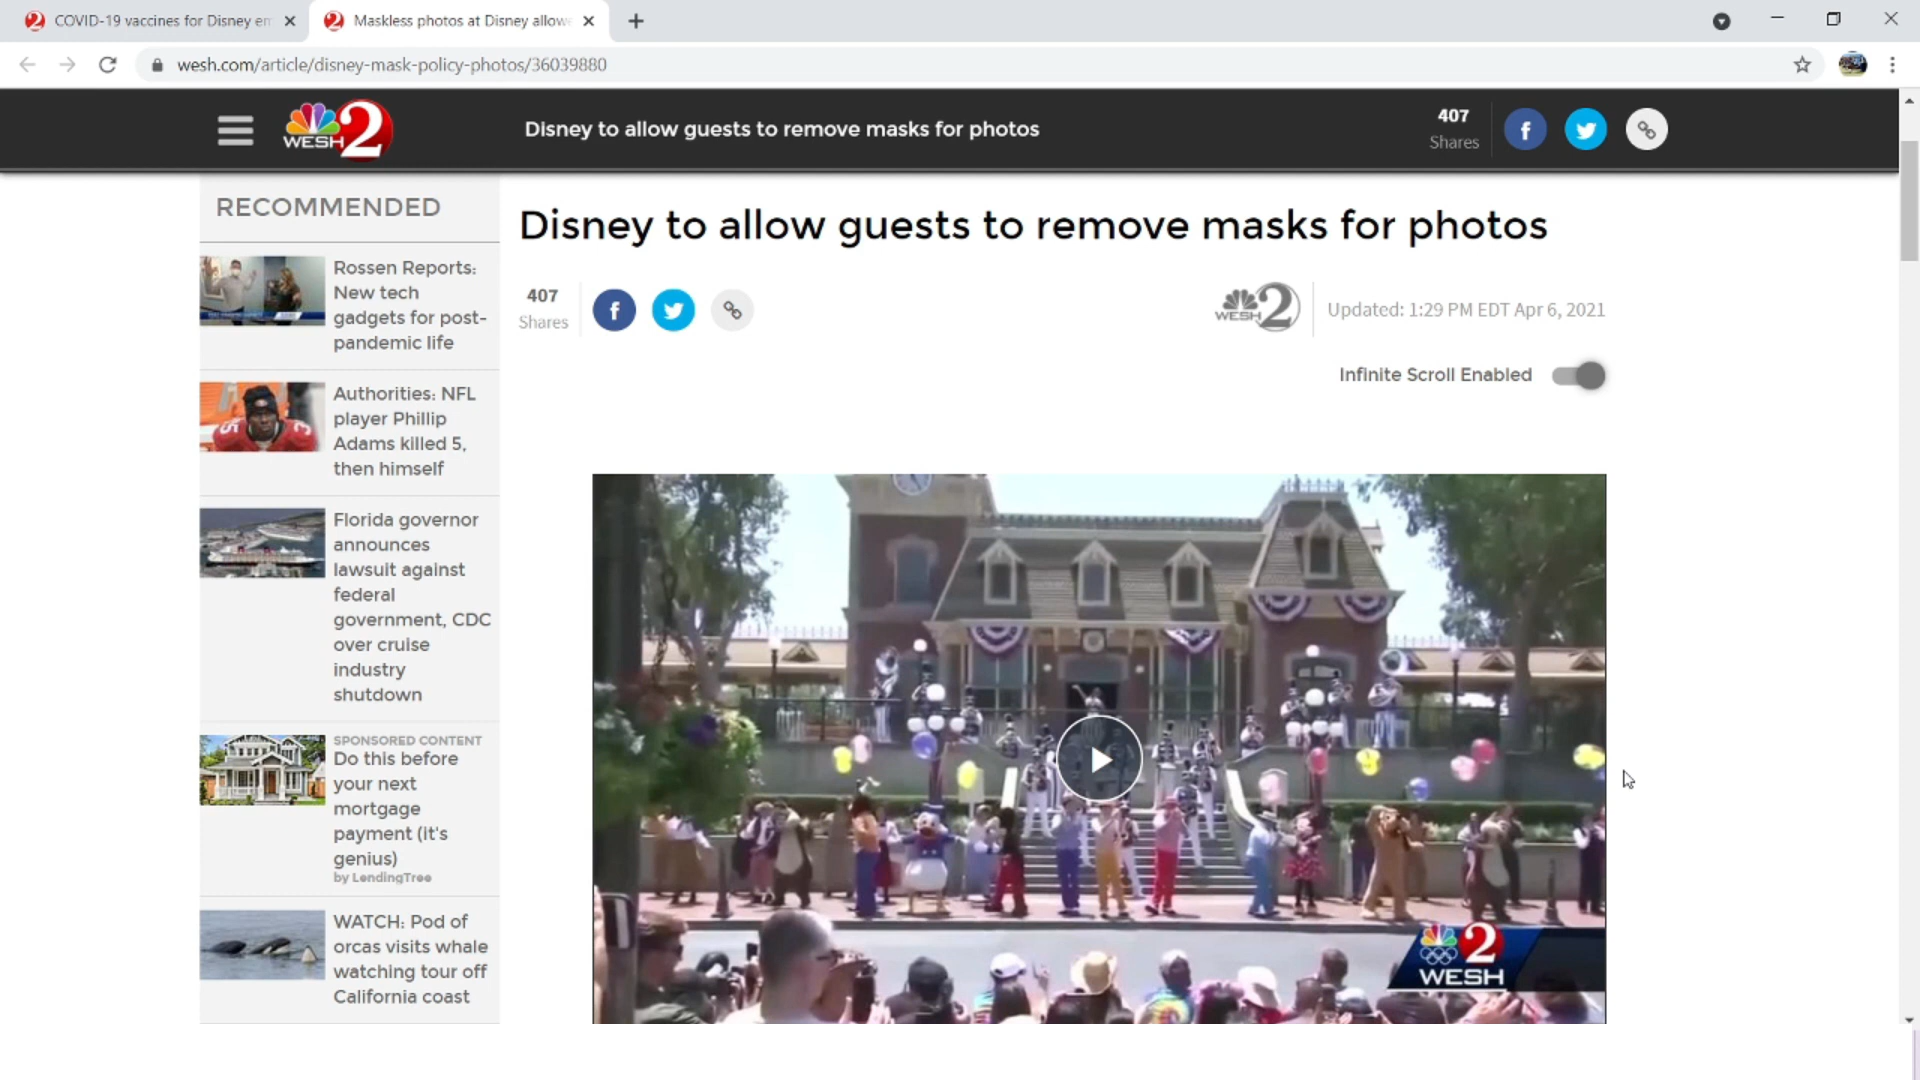 COVID-19 vaccines for Disney em
Maskless photos at Disney allow
wesh.com/article/disney-mask-policy-photos/36039880
WESH 2
Disney to allow guests to remove masks for photos
407
Shares
RECOMMENDED
Rossen Reports:
New tech
gadgets for post-
pandemic life
Authorities: NFL
player Phillip
Adams killed 5,
then himself
Florida governor
announces
lawsuit against
federal
government, CDC
over cruise
industry
shutdown
SPONSORED CONTENT
Do this before
your next
mortgage
payment (it's
genius)
by LendingTree
WATCH: Pod of
orcas visits whale
watching tour off
California coast
Disney to allow guests to remove masks for photos
407
Shares
WESH 2
Updated: 1:29 PM EDT Apr 6, 2021
Infinite Scroll Enabled
2
WESH